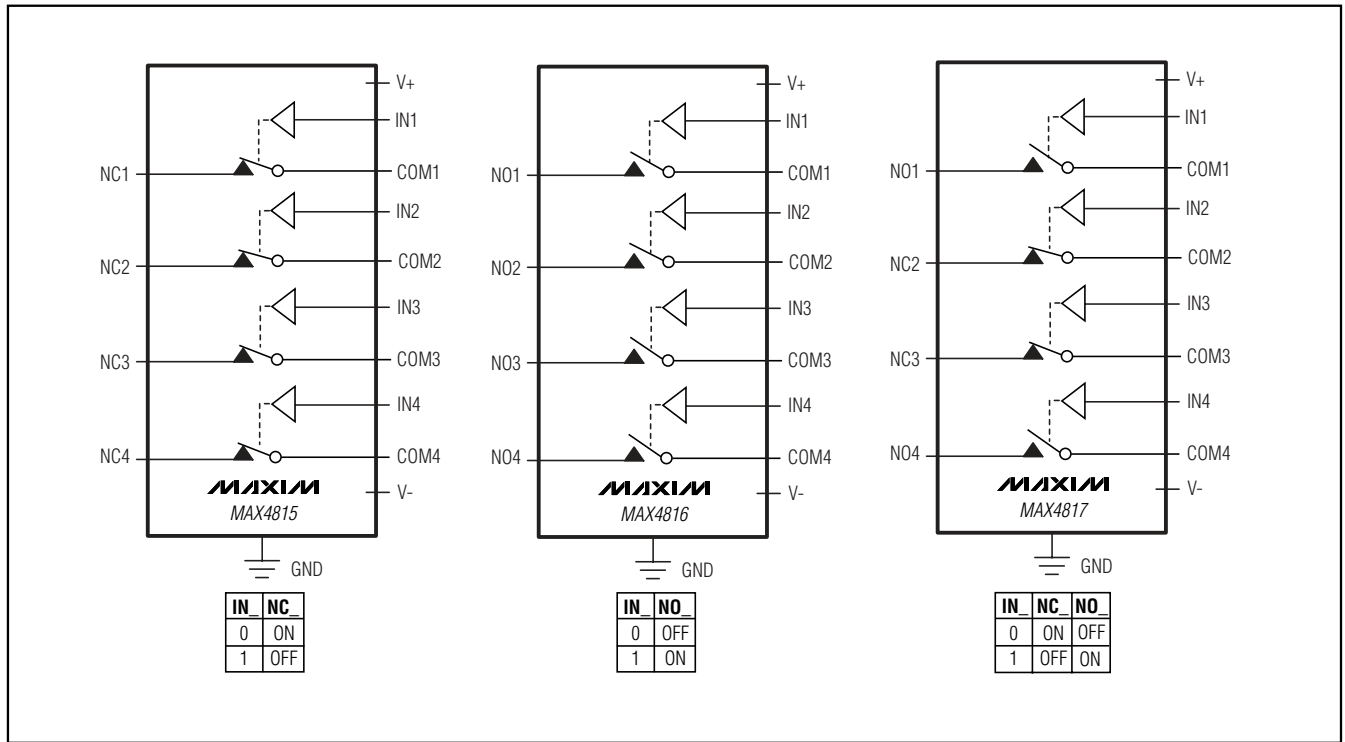 V+
IN1
NC1
COM1
IN2
NC2
COM2
IN3
NC3
COM3
IN4
NC4
COM4
MAXIM
V-
MAX4815
GND
IN_ NC_
0 ON
1 OFF
V+
IN1
NO1
COM1
IN2
NO2
COM2
IN3
NO3
COM3
IN4
NO4
COM4
MAXIM
V-
MAX4816
GND
IN_ NO_
0 OFF
1 ON
V+
IN1
NO1
COM1
IN2
NC2
COM2
IN3
NC3
COM3
IN4
NO4
COM4
MAXIM
V-
MAX4817
GND
IN_ NC_ NO_
0 ON OFF
1 OFF ON